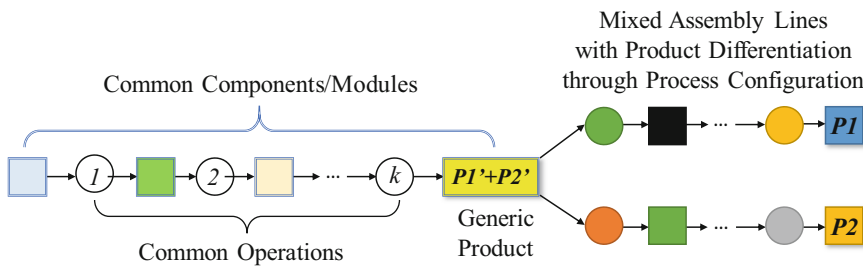 Mixed Assembly Lines
with Product Differentiation
through Process Configuration
Common Components/Modules
1
2
...
k
P1'+P2'
Generic
Product
Common Operations
...
P1
...
P2